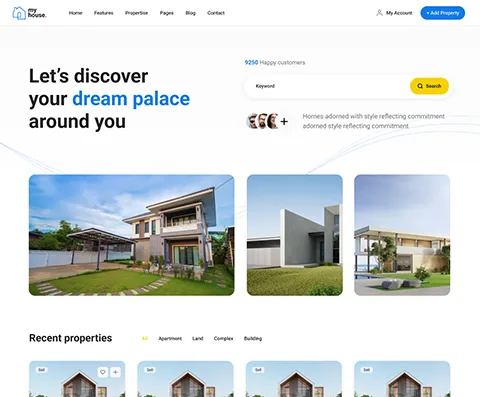 my
house.
Home Features Propertise Pages Blog Contact
My Account + Add Property
Let's discover
your dream palace
around you
9250 Happy customers
Keyword Search
Homes adorned with style reflecting commitment
adorned style reflecting commitment.
Recent properties
All Apartment Land Complex Building
Sell Sell Sell Sell